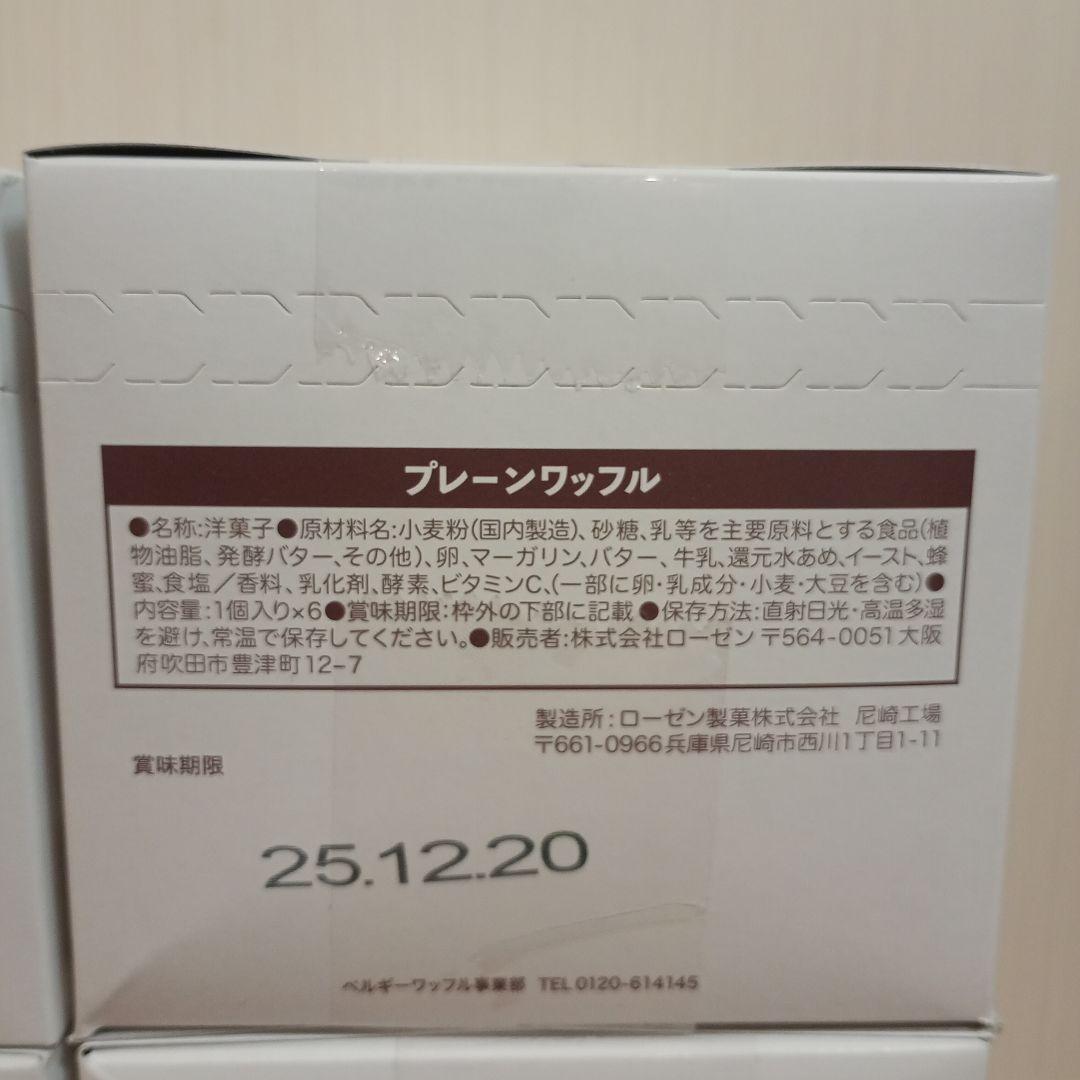 プレーンワッフル
●名称:洋菓子●原材料名:小麦粉(国内製造)、砂糖、乳等を主要原料とする食品(植
物油脂、発酵バター、その他)、卵、マーガリン、バター、牛乳、還元水あめ、イースト、蜂
蜜、食塩／香料、乳化剤、酵素、ビタミンC、(一部に卵・乳成分・小麦・大豆を含む)●
内容量:1個入り×6●賞味期限:枠外の下部に記載●保存方法:直射日光・高温多湿
を避け、常温で保存してください。●販売者:株式会社ローゼン 〒564-0051大阪
府吹田市豊津町12-7
製造所:ローゼン製菓株式会社 尼崎工場
〒661-0966兵庫県尼崎市西川1丁目1-11
賞味期限
25.12.20
ベルギーワッフル事業部 TEL 0120-614145